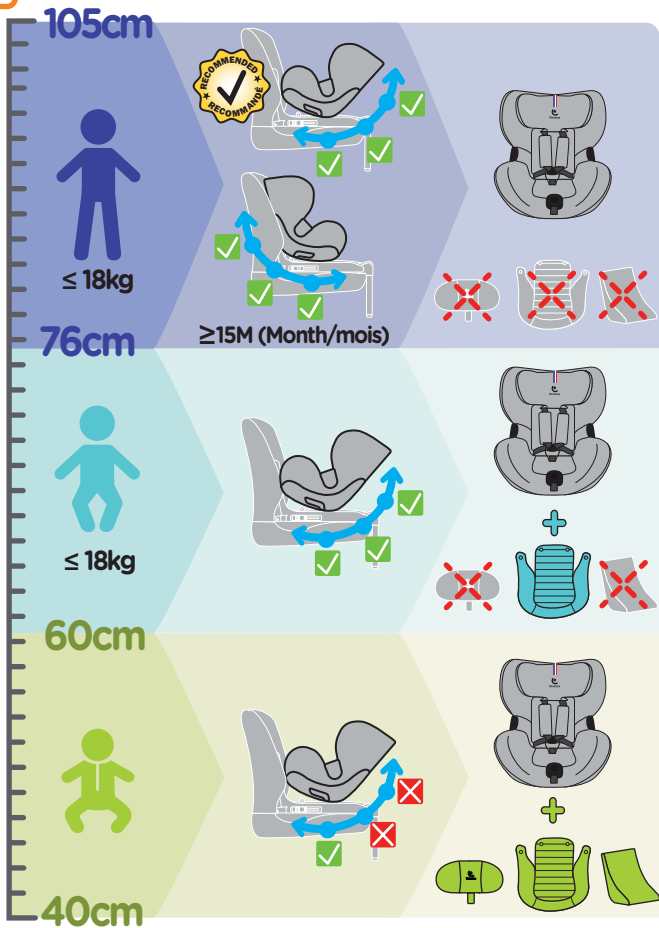 105cm
RECOMMENDED
RECOMMANDÉ
≤ 18kg
≥15M (Month/mois)
76cm
≤ 18kg
60cm
40cm